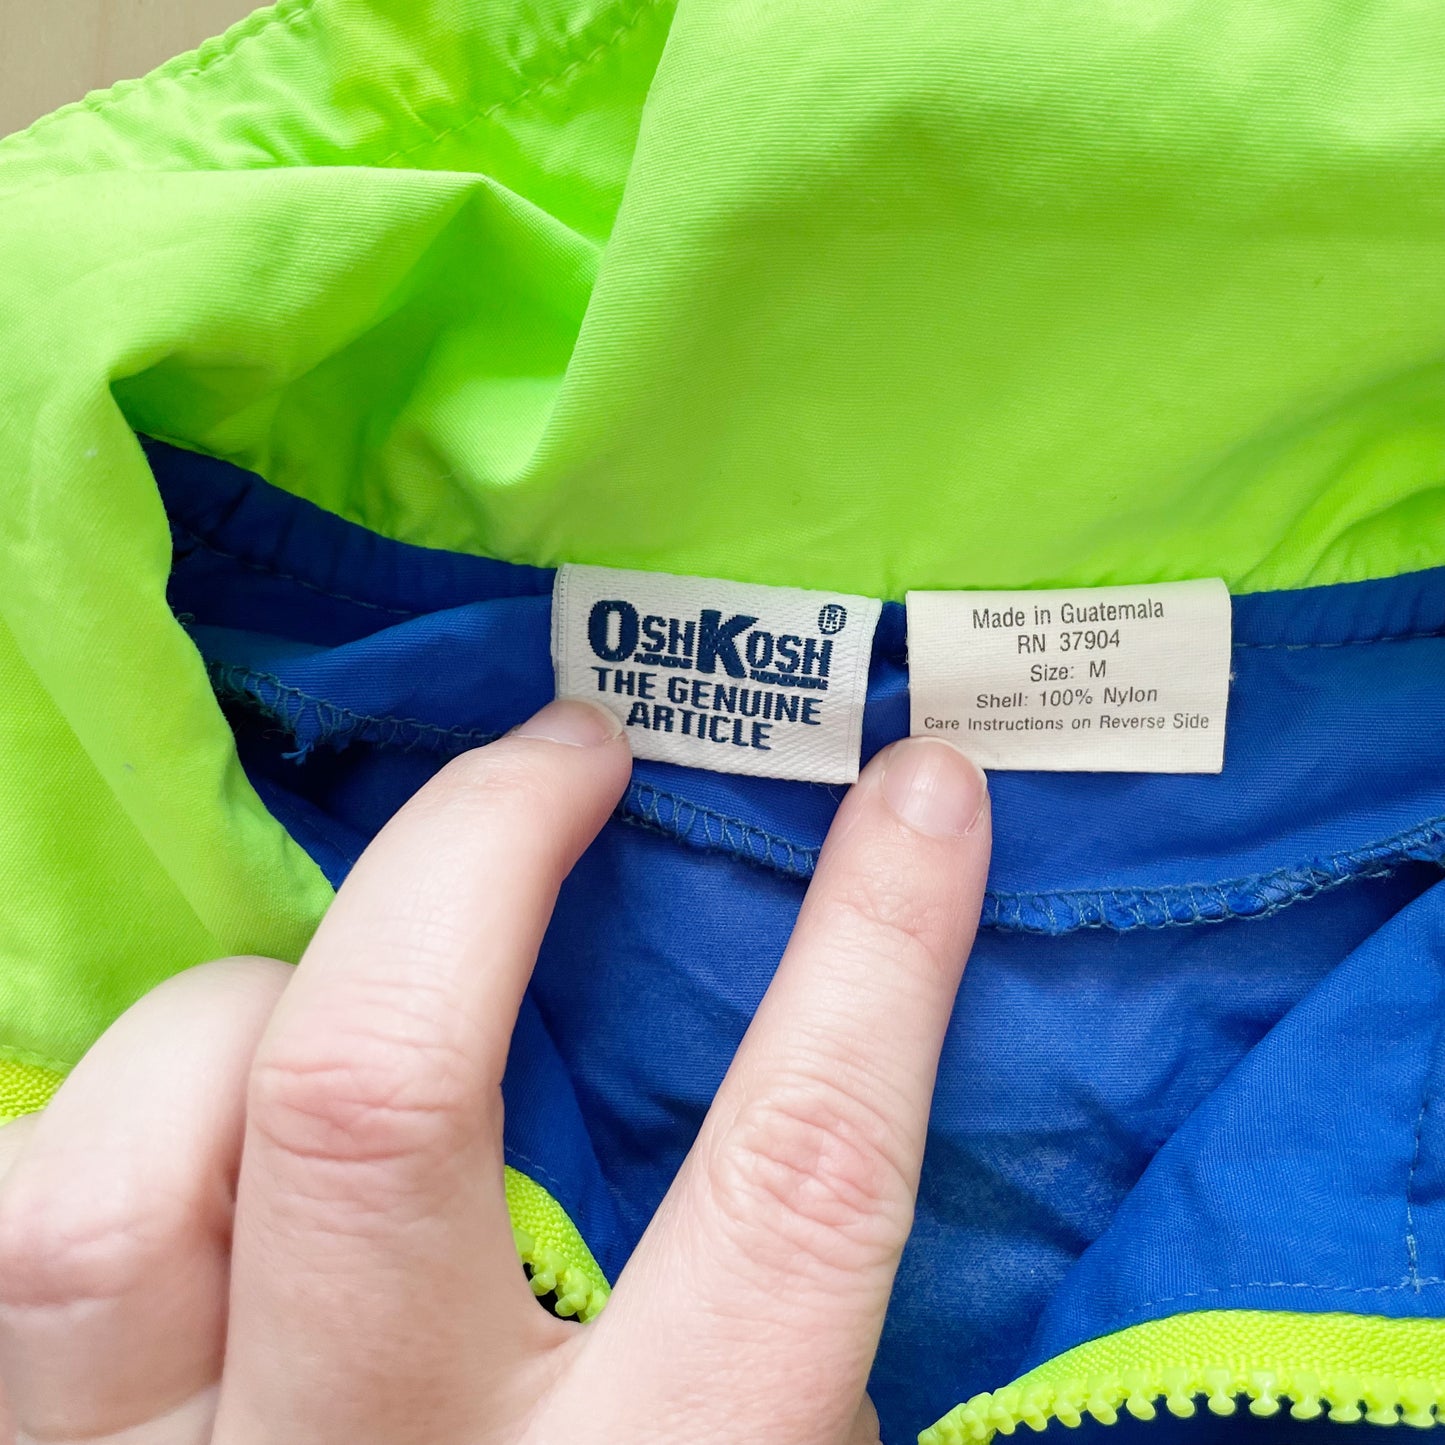 OSHKOSH ®
THE GENUINE
ARTICLE
Made in Guatemala
RN 37904
Size: M
Shell: 100% Nylon
Care Instructions on Reverse Side